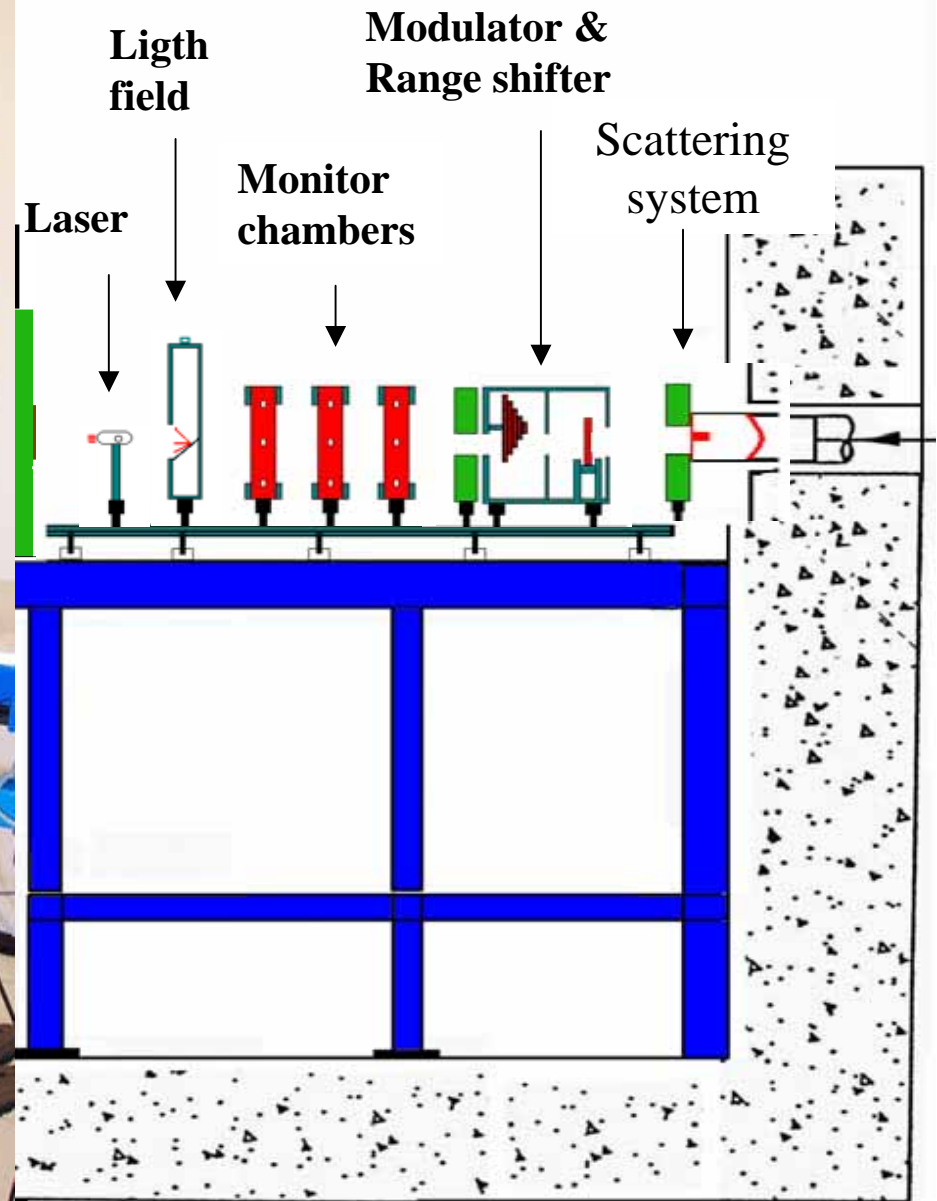 Ligth
field
Modulator &
Range shifter
Scattering
system
Monitor
chambers
Laser